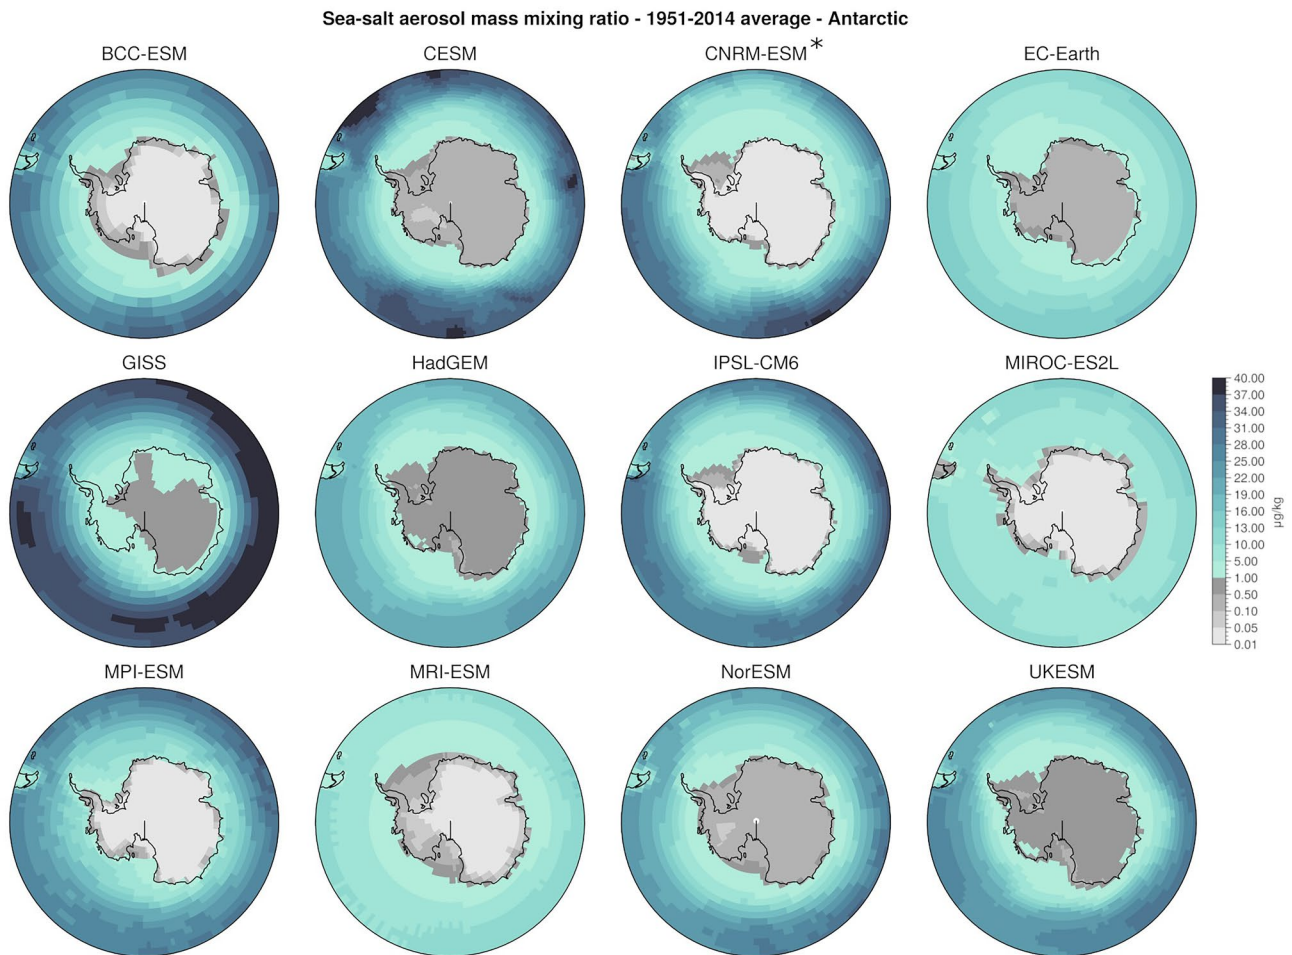 Sea-salt aerosol mass mixing ratio - 1951-2014 average - Antarctic
BCC-ESM
CESM
CNRM-ESM*
EC-Earth
GISS
HadGEM
IPSL-CM6
MIROC-ES2L
40.00
37.00
34.00
31.00
28.00
25.00
22.00
19.00
16.00
13.00
10.00
5.00
1.00
0.50
0.10
0.05
0.01
µg/kg
MPI-ESM
MRI-ESM
NorESM
UKESM